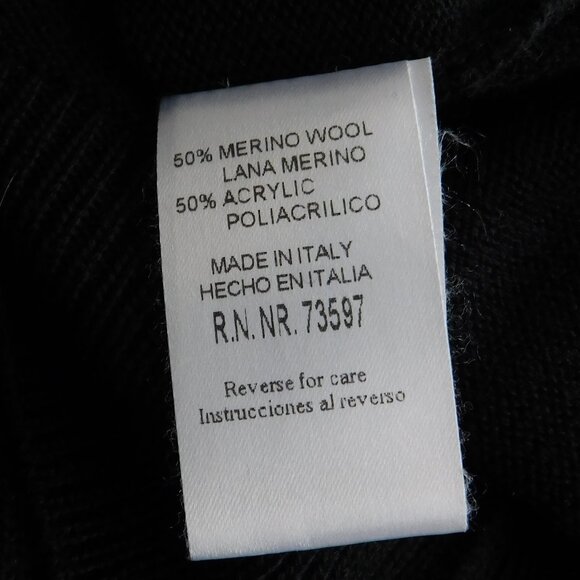 50% MERINO WOOL
LANA MERINO
50% ACRYLIC
POLIACRILICO
MADE IN ITALY
HECHO EN ITALIA
R.N. NR. 73597
Reverse for care
Instrucciones al reverso